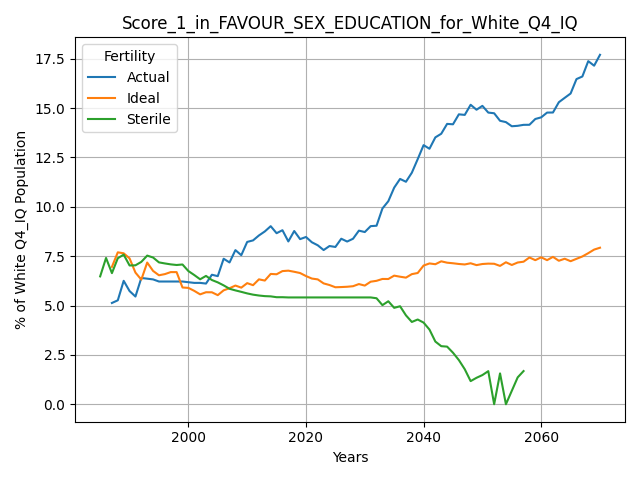 Score_1_in_FAVOUR_SEX_EDUCATION_for_White_Q4_IQ
Fertility
Actual
Ideal
Sterile
% of White Q4_IQ Population
17.5
15.0
12.5
10.0
7.5
5.0
2.5
0.0
2000
2020
2040
2060
Years